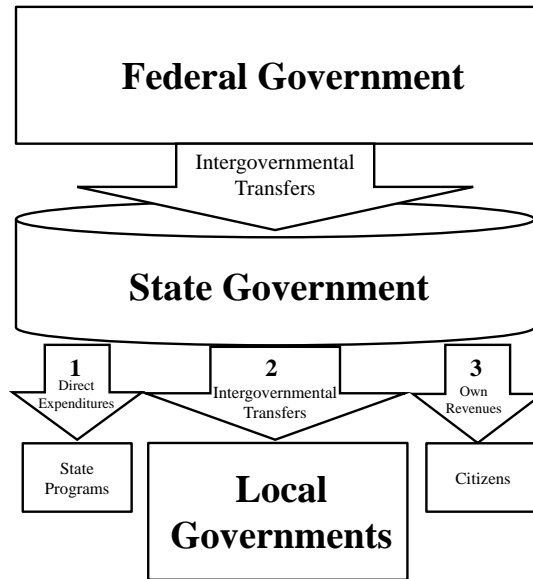 Federal Government
Intergovernmental
Transfers
State Government
1
Direct
Expenditures
2
Intergovernmental
Transfers
3
Own
Revenues
State
Programs
Local
Governments
Citizens